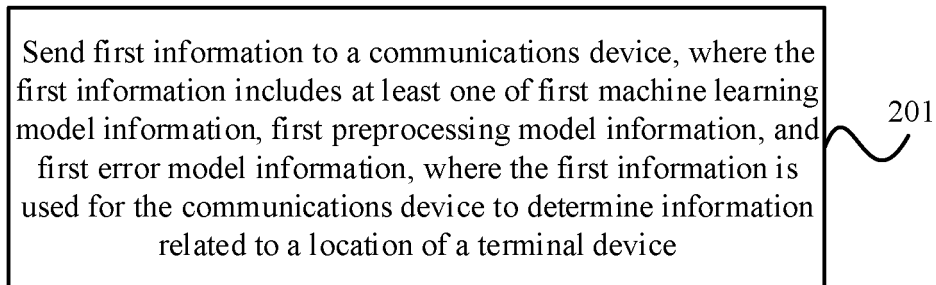 Send first information to a communications device, where the
first information includes at least one of first machine learning
model information, first preprocessing model information, and
first error model information, where the first information is
used for the communications device to determine information
related to a location of a terminal device
201